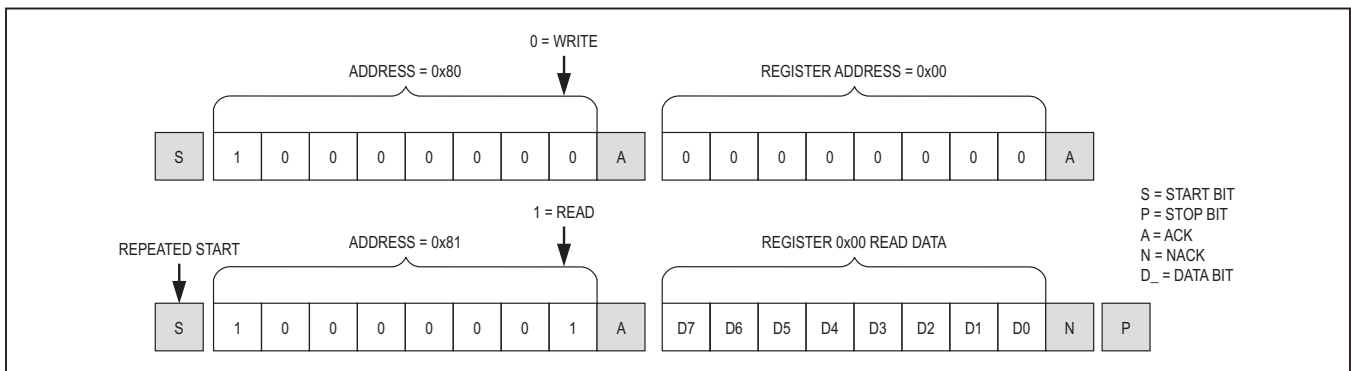 0 = WRITE
ADDRESS = 0x80 REGISTER ADDRESS = 0x00
S 1 0 0 0 0 0 0 0 A 0 0 0 0 0 0 0 0 A
S = START BIT
P = STOP BIT
A = ACK
N = NACK
D_ = DATA BIT
1 = READ
REPEATED START ADDRESS = 0x81 REGISTER 0x00 READ DATA
S 1 0 0 0 0 0 0 1 A D7 D6 D5 D4 D3 D2 D1 D0 N P